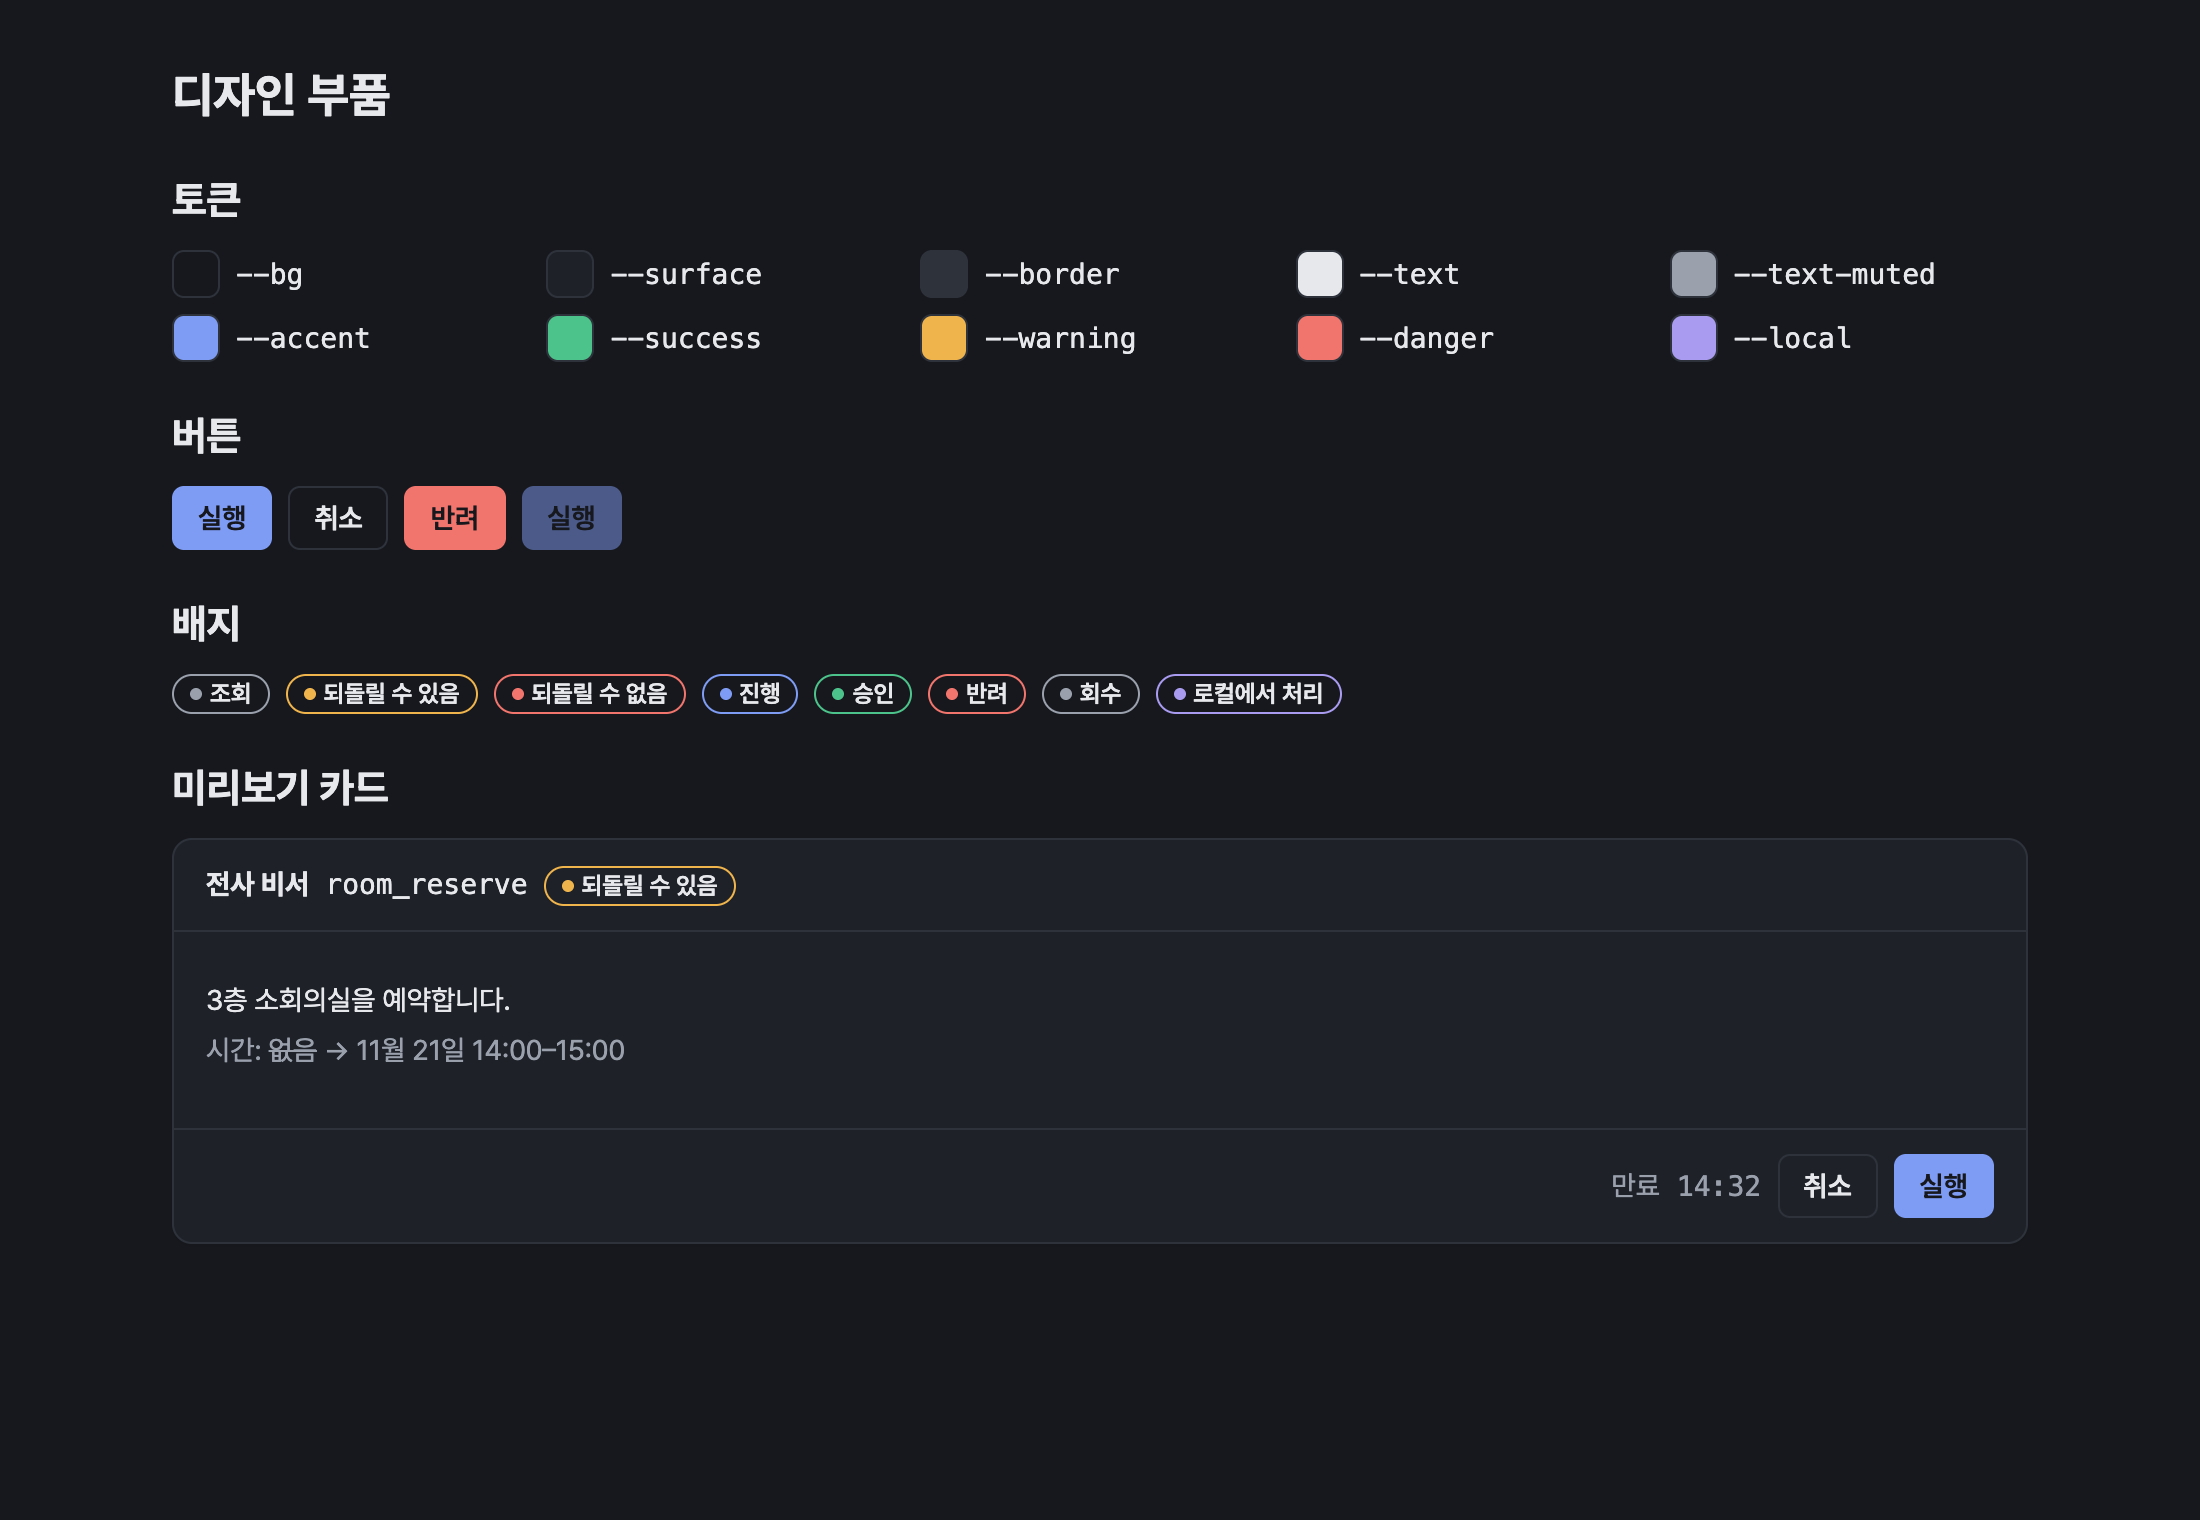 디자인 부품
토큰
--bg --surface --border --text --text-muted
--accent --success --warning --danger --local
버튼
실행 취소 반려 실행
배지
조회 되돌릴 수 있음 되돌릴 수 없음 진행 승인 반려 회수 로컬에서 처리
미리보기 카드
전사 비서 room_reserve 되돌릴 수 있음
3층 소회의실을 예약합니다.
시간: 없음 → 11월 21일 14:00–15:00
만료 14:32 취소 실행